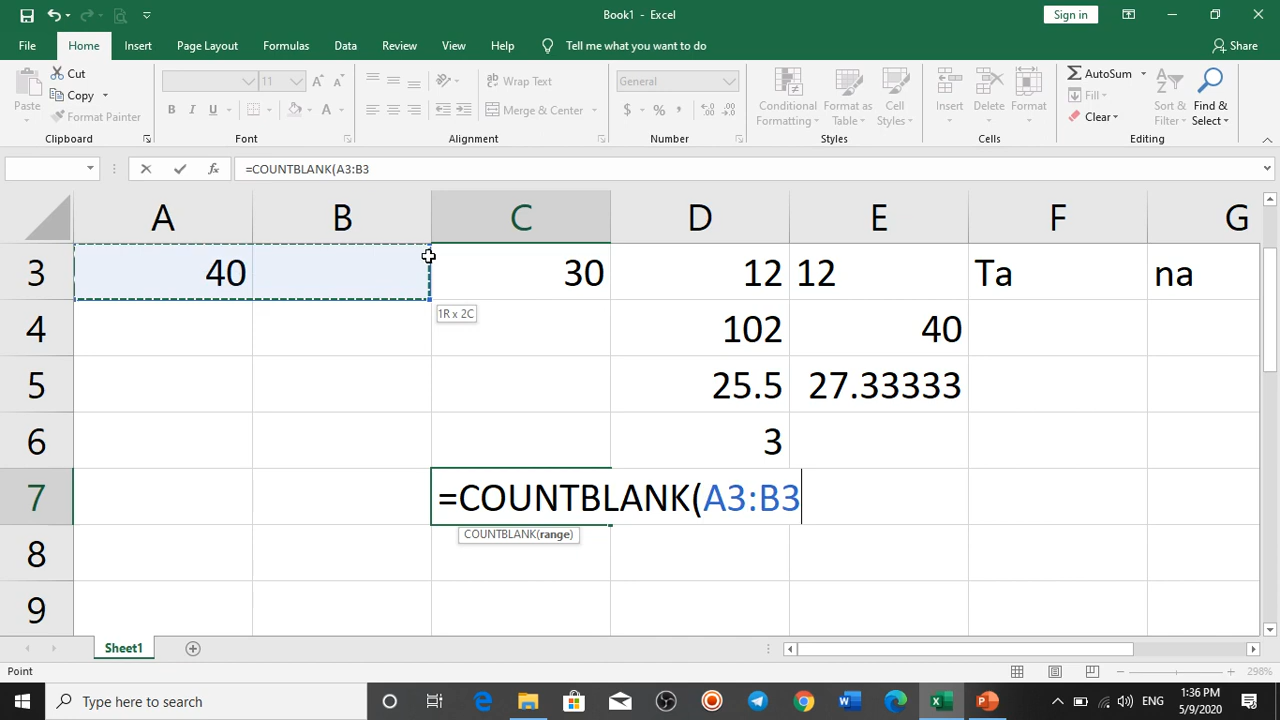 Book1 - Excel
Sign in
File Home Insert Page Layout Formulas Data Review View Help Tell me what you want to do Share
Paste
Cut
Copy
Format Painter
Clipboard
11 A A
B I U A
Font
ab Wrap Text
Merge & Center
Alignment
General
$ % , .00 .0
Number
Conditional Formatting
Format as Table
Cell Styles
Styles
Insert Delete Format
Cells
AutoSum
Fill
Clear
Sort & Filter
Find & Select
Editing
fx =COUNTBLANK(A3:B3
A B C D E F G
3 40 30 12 12 Ta na
1R x 2C
4 102 40
5 25.5 27.33333
6 3
7 =COUNTBLANK(A3:B3
COUNTBLANK(range)
8
9
Sheet1
Point 298%
Type here to search
ENG
1:36 PM
5/9/2020